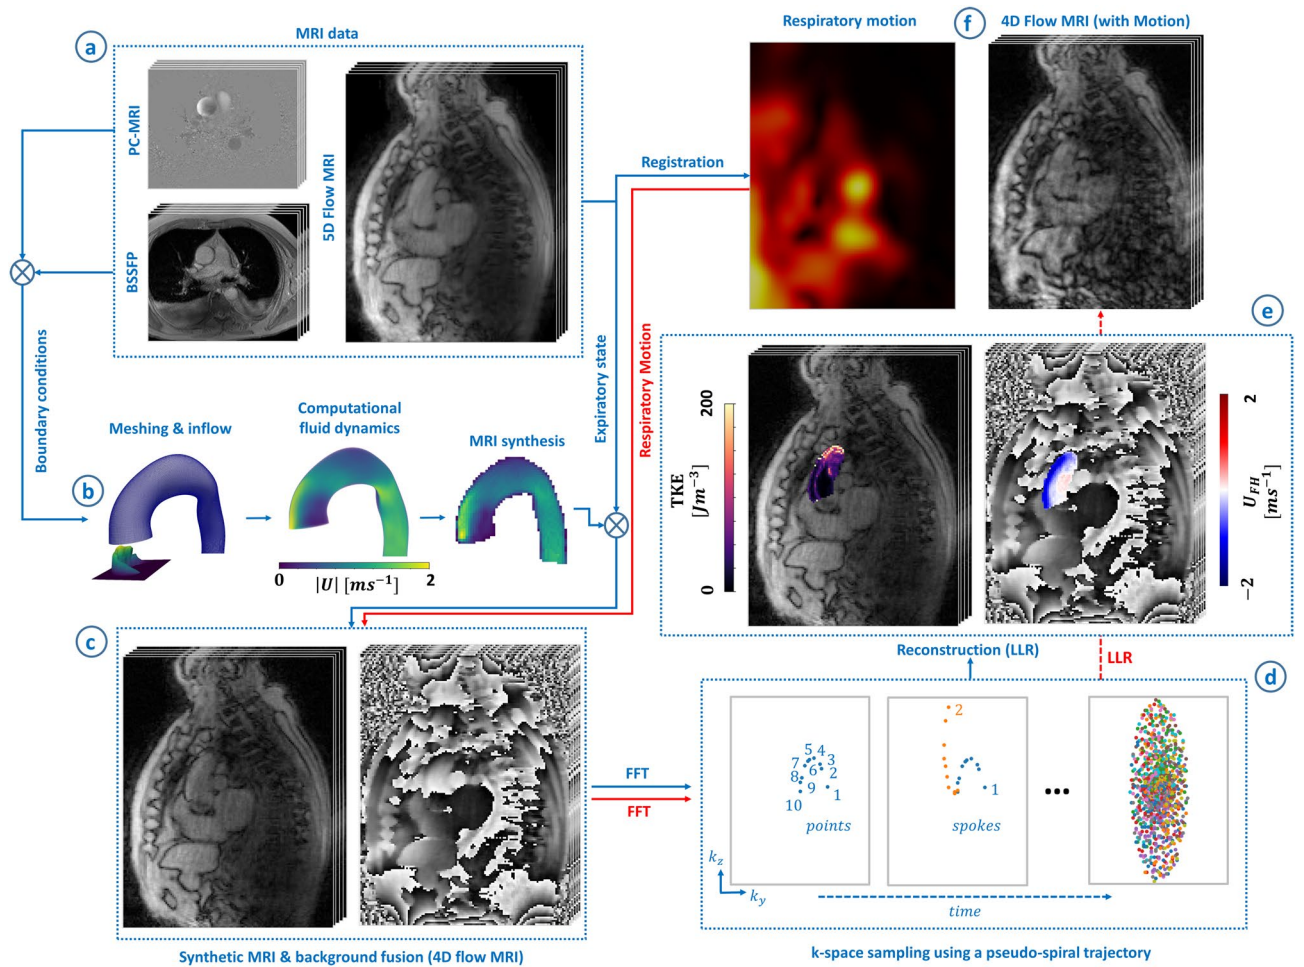 a
MRI data
PC-MRI
BSSFP
5D Flow MRI
Respiratory motion
f
4D Flow MRI (with Motion)
Registration
Boundary conditions
Expiratory state
Respiratory Motion
b
Meshing & inflow
Computational
fluid dynamics
MRI synthesis
0
|U| [ms⁻¹]
2
e
200
TKE
[Jm⁻³]
0
2
U_FH
[ms⁻¹]
−2
c
FFT
FFT
Synthetic MRI & background fusion (4D flow MRI)
Reconstruction (LLR)
LLR
d
5
4
7
6
3
8
2
9
1
10
points
2
1
spokes
k_z
k_y
time
k-space sampling using a pseudo-spiral trajectory